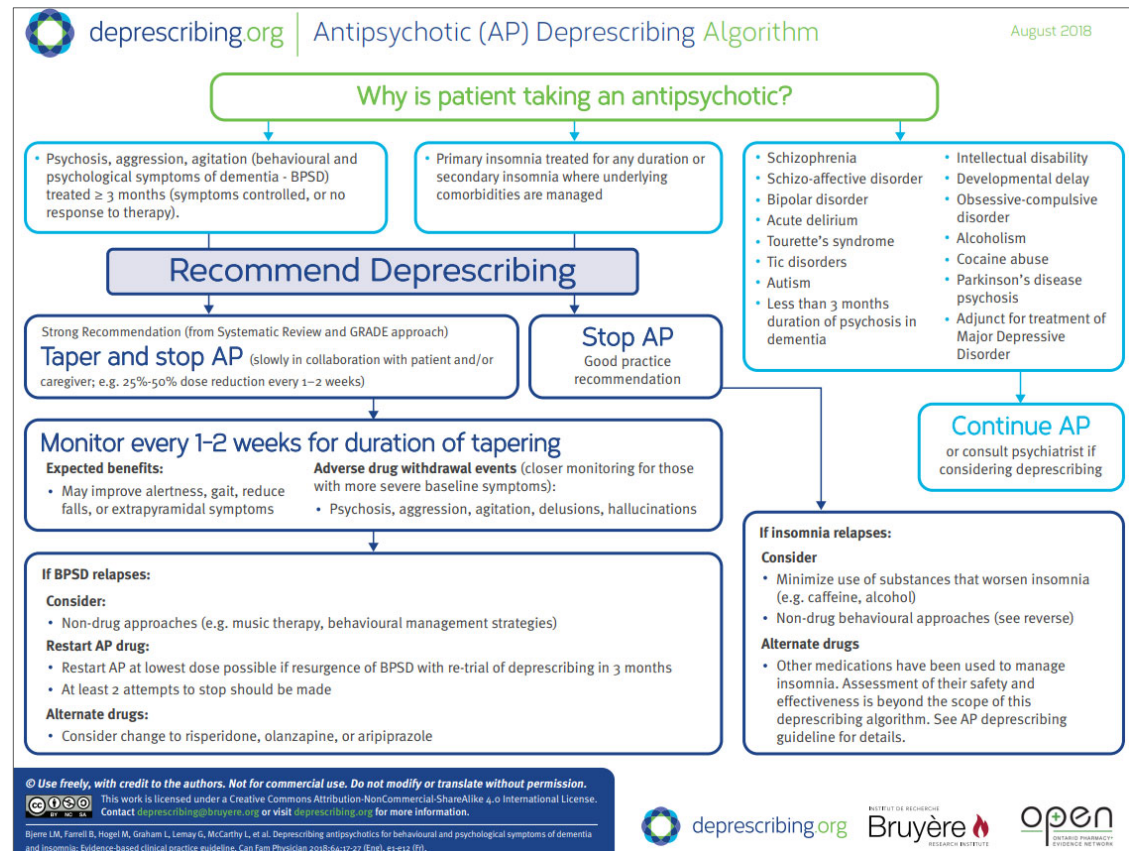 deprescribing.org | Antipsychotic (AP) Deprescribing Algorithm
August 2018
Why is patient taking an antipsychotic?
• Psychosis, aggression, agitation (behavioural and
psychological symptoms of dementia - BPSD)
treated ≥ 3 months (symptoms controlled, or no
response to therapy).
• Primary insomnia treated for any duration or
secondary insomnia where underlying
comorbidities are managed
• Schizophrenia
• Schizo-affective disorder
• Bipolar disorder
• Acute delirium
• Tourette's syndrome
• Tic disorders
• Autism
• Less than 3 months
duration of psychosis in
dementia
• Intellectual disability
• Developmental delay
• Obsessive-compulsive
disorder
• Alcoholism
• Cocaine abuse
• Parkinson's disease
psychosis
• Adjunct for treatment of
Major Depressive
Disorder
Recommend Deprescribing
Strong Recommendation (from Systematic Review and GRADE approach)
Taper and stop AP (slowly in collaboration with patient and/or
caregiver; e.g. 25%-50% dose reduction every 1–2 weeks)
Stop AP
Good practice
recommendation
Continue AP
or consult psychiatrist if
considering deprescribing
Monitor every 1-2 weeks for duration of tapering
Expected benefits:
• May improve alertness, gait, reduce
falls, or extrapyramidal symptoms
Adverse drug withdrawal events (closer monitoring for those
with more severe baseline symptoms):
• Psychosis, aggression, agitation, delusions, hallucinations
If BPSD relapses:
Consider:
• Non-drug approaches (e.g. music therapy, behavioural management strategies)
Restart AP drug:
• Restart AP at lowest dose possible if resurgence of BPSD with re-trial of deprescribing in 3 months
• At least 2 attempts to stop should be made
Alternate drugs:
• Consider change to risperidone, olanzapine, or aripiprazole
If insomnia relapses:
Consider
• Minimize use of substances that worsen insomnia
(e.g. caffeine, alcohol)
• Non-drug behavioural approaches (see reverse)
Alternate drugs
• Other medications have been used to manage
insomnia. Assessment of their safety and
effectiveness is beyond the scope of this
deprescribing algorithm. See AP deprescribing
guideline for details.
© Use freely, with credit to the authors. Not for commercial use. Do not modify or translate without permission.
cc BY NC SA
This work is licensed under a Creative Commons Attribution-NonCommercial-ShareAlike 4.0 International License.
Contact deprescribing@bruyere.org or visit deprescribing.org for more information.
Bjerre LM, Farrell B, Hogel M, Graham L, Lemay G, McCarthy L, et al. Deprescribing antipsychotics for behavioural and psychological symptoms of dementia
and insomnia: Evidence-based clinical practice guideline. Can Fam Physician 2018;64:17-27 (Eng), e1-e12 (Fr).
deprescribing.org
INSTITUT DE RECHERCHE
Bruyère
RESEARCH INSTITUTE
open
ONTARIO PHARMACY
EVIDENCE NETWORK